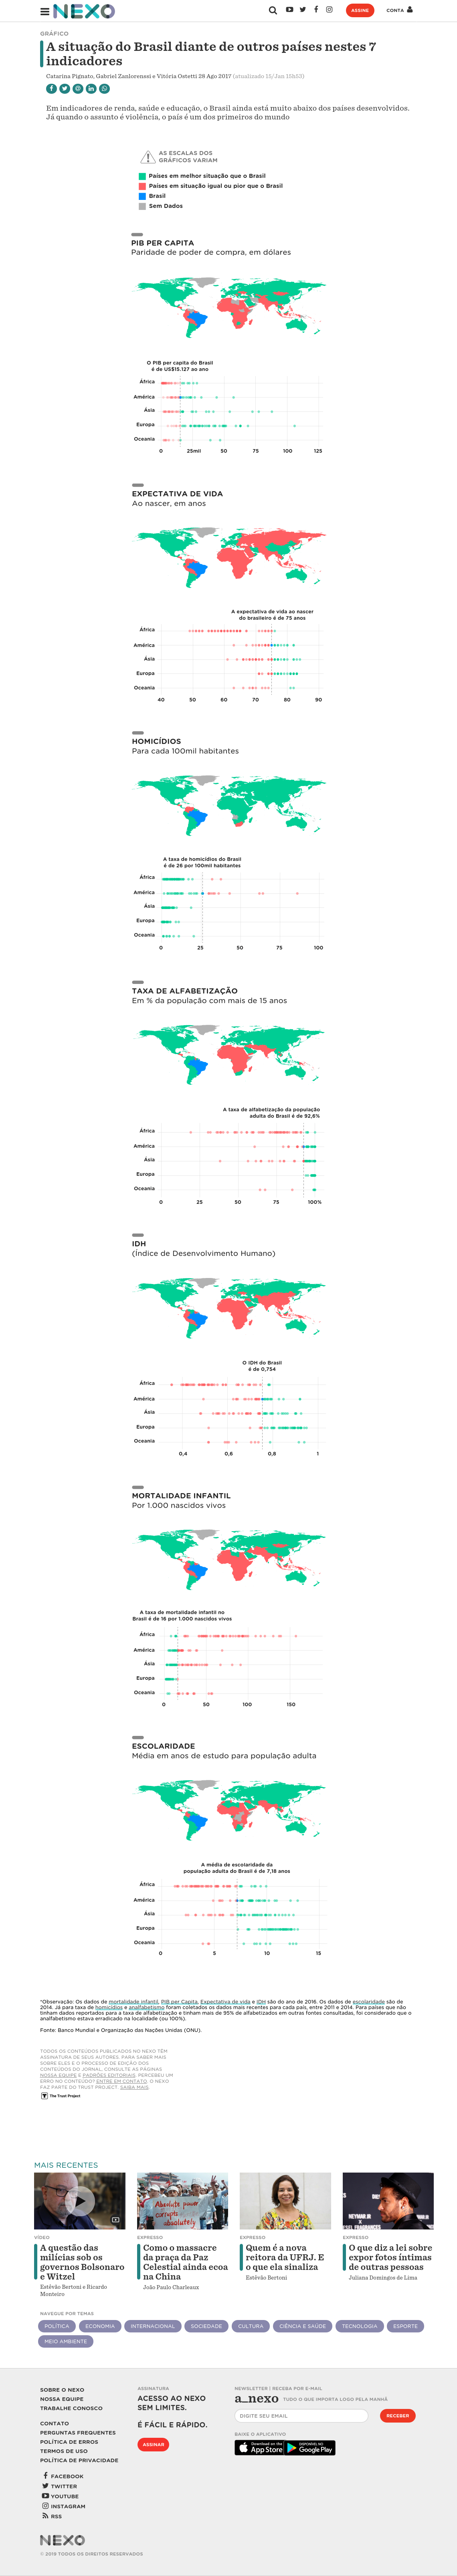 NEXO
ASSINE
CONTA
GRÁFICO
A situação do Brasil diante de outros países nestes 7
indicadores
Catarina Pignato, Gabriel Zanlorenssi e Vitória Ostetti 28 Ago 2017 (atualizado 15/Jan 15h53)
Em indicadores de renda, saúde e educação, o Brasil ainda está muito abaixo dos países desenvolvidos.
Já quando o assunto é violência, o país é um dos primeiros do mundo
AS ESCALAS DOS
GRÁFICOS VARIAM
Países em melhor situação que o Brasil
Países em situação igual ou pior que o Brasil
Brasil
Sem Dados
PIB PER CAPITA
Paridade de poder de compra, em dólares
O PIB per capita do Brasil
é de US$15.127 ao ano
África
América
Ásia
Europa
Oceania
0 25mil 50 75 100 125
EXPECTATIVA DE VIDA
Ao nascer, em anos
A expectativa de vida ao nascer
do brasileiro é de 75 anos
África
América
Ásia
Europa
Oceania
40 50 60 70 80 90
HOMICÍDIOS
Para cada 100mil habitantes
A taxa de homicídios do Brasil
é de 26 por 100mil habitantes
África
América
Ásia
Europa
Oceania
0 25 50 75 100
TAXA DE ALFABETIZAÇÃO
Em % da população com mais de 15 anos
A taxa de alfabetização da população
adulta do Brasil é de 92,6%
África
América
Ásia
Europa
Oceania
0 25 50 75 100%
IDH
(Índice de Desenvolvimento Humano)
O IDH do Brasil
é de 0,754
África
América
Ásia
Europa
Oceania
0,4 0,6 0,8 1
MORTALIDADE INFANTIL
Por 1.000 nascidos vivos
A taxa de mortalidade infantil no
Brasil é de 16 por 1.000 nascidos vivos
África
América
Ásia
Europa
Oceania
0 50 100 150
ESCOLARIDADE
Média em anos de estudo para população adulta
A média de escolaridade da
população adulta do Brasil é de 7,18 anos
África
América
Ásia
Europa
Oceania
0 5 10 15
*Observação: Os dados de mortalidade infantil, PIB per Capita, Expectativa de vida e IDH são do ano de 2016. Os dados de escolaridade são de
2014. Já para taxa de homicídios e analfabetismo foram coletados os dados mais recentes para cada país, entre 2011 e 2014. Para países que não
tinham dados reportados para a taxa de alfabetização e tinham mais de 95% de alfabetizados em outras fontes consultadas, foi considerado que o
analfabetismo estava erradicado na localidade (ou 100%).
Fonte: Banco Mundial e Organização das Nações Unidas (ONU).
TODOS OS CONTEÚDOS PUBLICADOS NO NEXO TÊM
ASSINATURA DE SEUS AUTORES. PARA SABER MAIS
SOBRE ELES E O PROCESSO DE EDIÇÃO DOS
CONTEÚDOS DO JORNAL, CONSULTE AS PÁGINAS
NOSSA EQUIPE E PADRÕES EDITORIAIS. PERCEBEU UM
ERRO NO CONTEÚDO? ENTRE EM CONTATO. O NEXO
FAZ PARTE DO TRUST PROJECT. SAIBA MAIS
T The Trust Project
MAIS RECENTES
Absolute power
corrupts
absolutely
NEYMAR JR
VÍDEO
A questão das
milícias sob os
governos Bolsonaro
e Witzel
Estêvão Bertoni e Ricardo
Monteiro
EXPRESSO
Como o massacre
da praça da Paz
Celestial ainda ecoa
na China
João Paulo Charleaux
EXPRESSO
Quem é a nova
reitora da UFRJ. E
o que ela sinaliza
Estêvão Bertoni
EXPRESSO
O que diz a lei sobre
expor fotos íntimas
de outras pessoas
Juliana Domingos de Lima
NAVEGUE POR TEMAS
POLÍTICA ECONOMIA INTERNACIONAL SOCIEDADE CULTURA CIÊNCIA E SAÚDE TECNOLOGIA ESPORTE
MEIO AMBIENTE
SOBRE O NEXO
NOSSA EQUIPE
TRABALHE CONOSCO
CONTATO
PERGUNTAS FREQUENTES
POLÍTICA DE ERROS
TERMOS DE USO
POLÍTICA DE PRIVACIDADE
FACEBOOK
TWITTER
YOUTUBE
INSTAGRAM
RSS
ASSINATURA
ACESSO AO NEXO
SEM LIMITES.
É FÁCIL E RÁPIDO.
ASSINAR
NEWSLETTER | RECEBA POR E-MAIL
a_nexo TUDO O QUE IMPORTA LOGO PELA MANHÃ
DIGITE SEU EMAIL
RECEBER
BAIXE O APLICATIVO
Download on the
App Store
DISPONÍVEL NO
Google Play
NEXO
© 2019 TODOS OS DIREITOS RESERVADOS